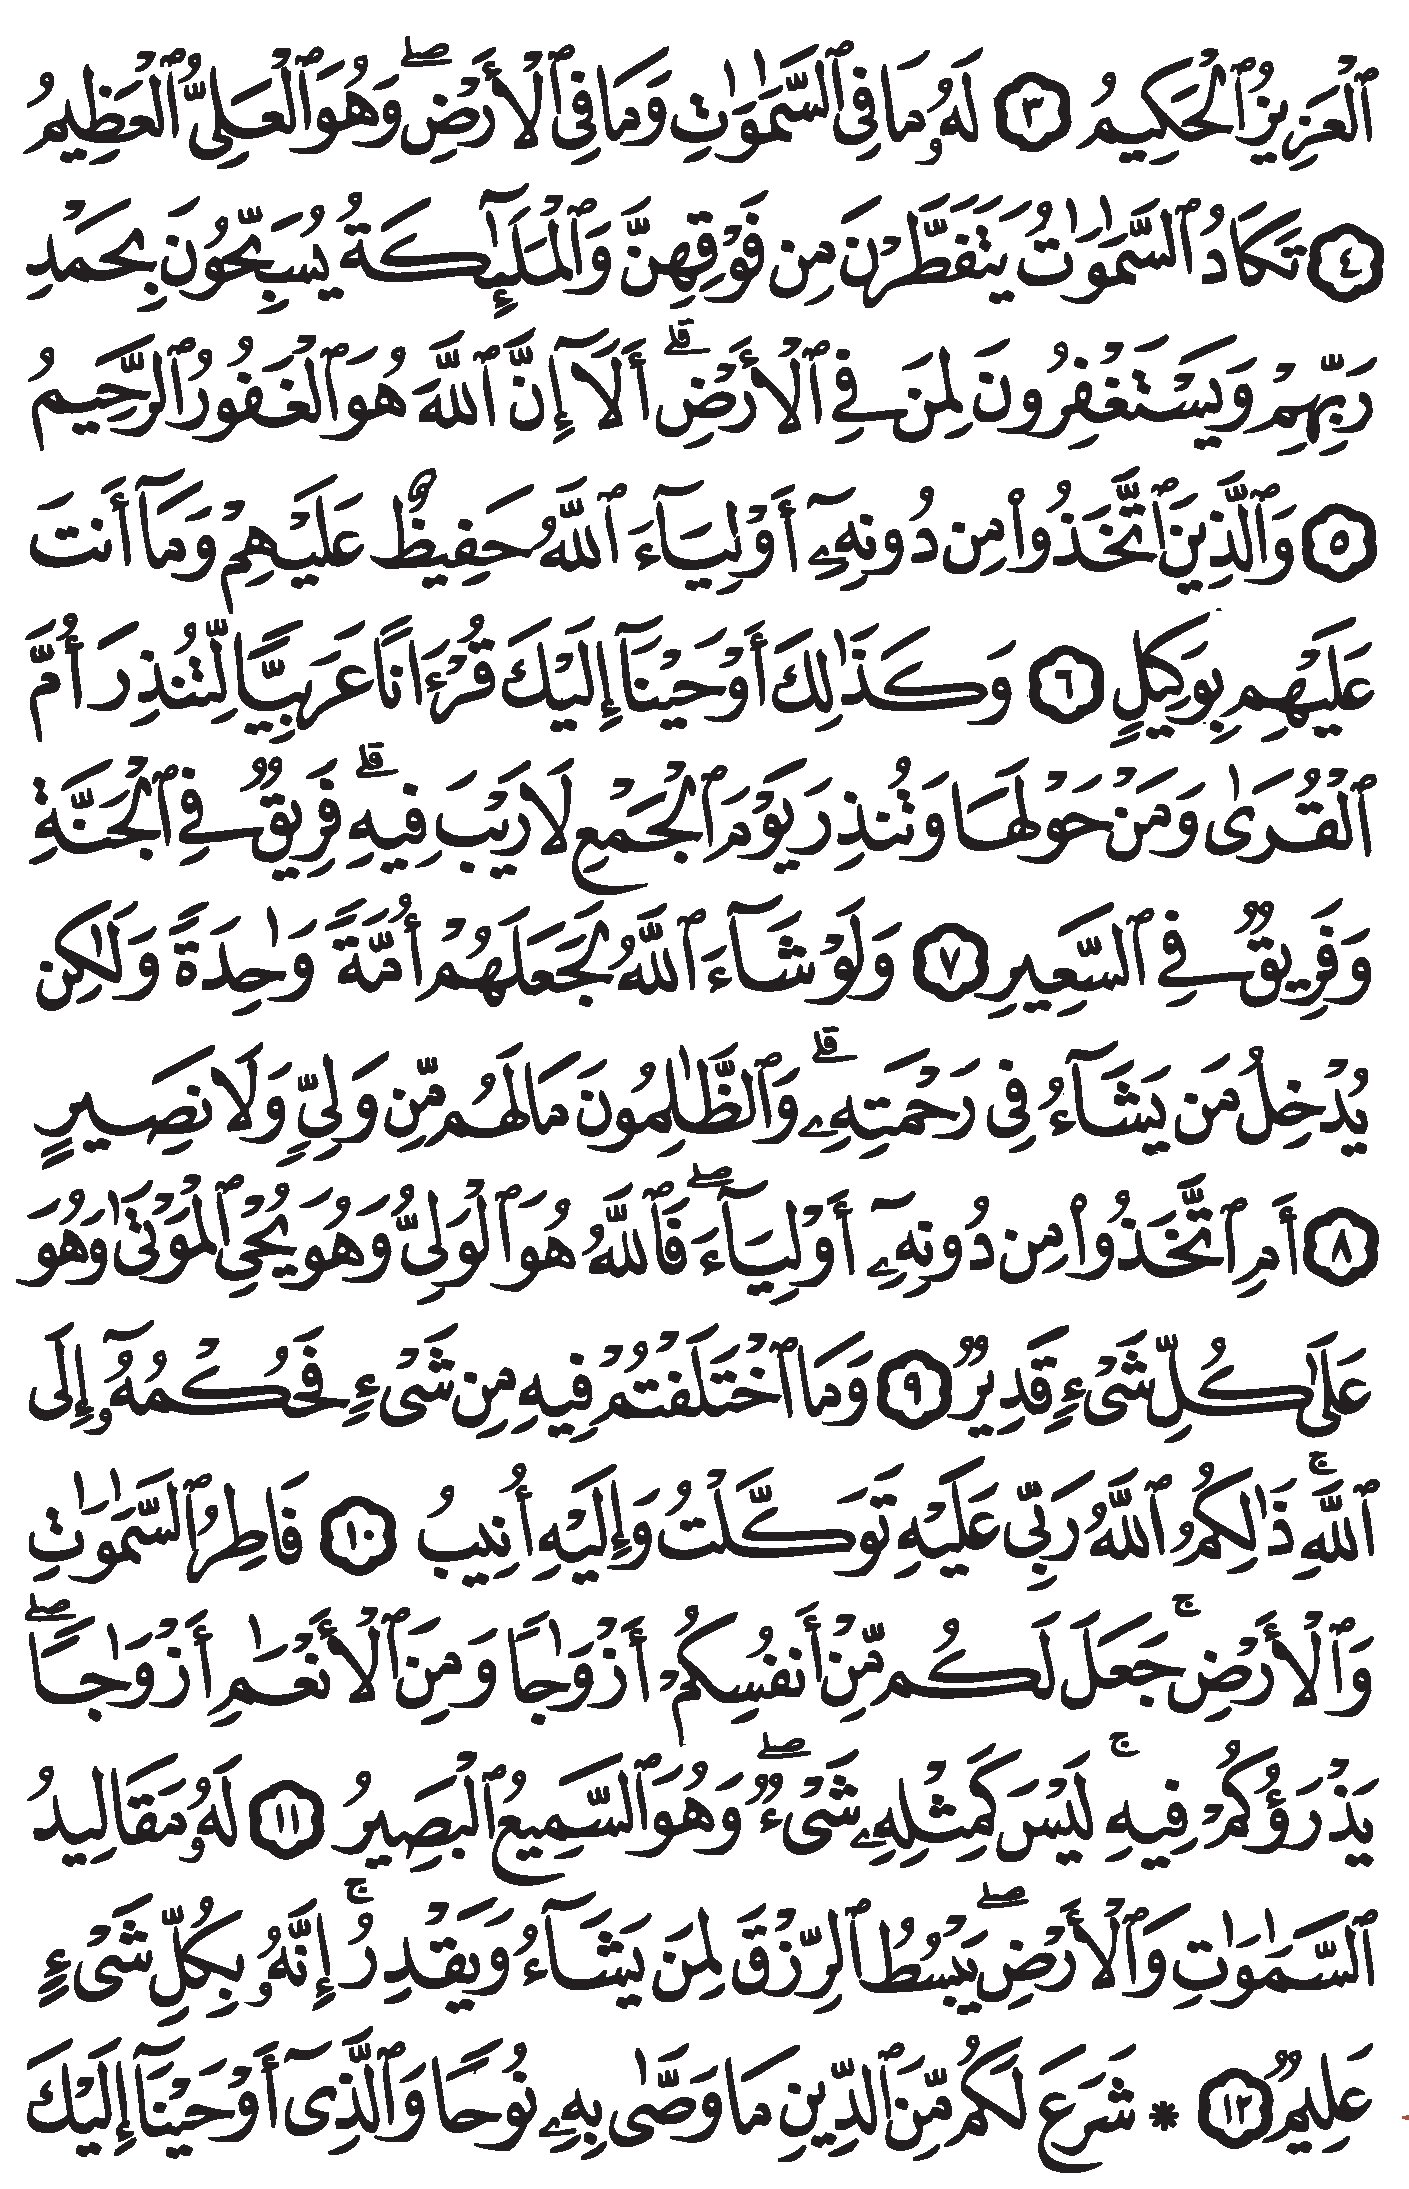 ٱلْعَزِيزُ ٱلْحَكِيمُ ٣ لَهُۥ مَا فِي ٱلسَّمَٰوَٰتِ وَمَا فِي ٱلْأَرْضِۖ وَهُوَ ٱلْعَلِيُّ ٱلْعَظِيمُ
٤ تَكَادُ ٱلسَّمَٰوَٰتُ يَتَفَطَّرْنَ مِن فَوْقِهِنَّ وَٱلْمَلَٰٓئِكَةُ يُسَبِّحُونَ بِحَمْدِ
رَبِّهِمْ وَيَسْتَغْفِرُونَ لِمَن فِي ٱلْأَرْضِۗ أَلَآ إِنَّ ٱللَّهَ هُوَ ٱلْغَفُورُ ٱلرَّحِيمُ
٥ وَٱلَّذِينَ ٱتَّخَذُواْ مِن دُونِهِۦٓ أَوْلِيَآءَ ٱللَّهُ حَفِيظٌ عَلَيْهِمْ وَمَآ أَنتَ
عَلَيْهِم بِوَكِيلٍ ٦ وَكَذَٰلِكَ أَوْحَيْنَآ إِلَيْكَ قُرْءَانًا عَرَبِيًّا لِّتُنذِرَ أُمَّ
ٱلْقُرَىٰ وَمَنْ حَوْلَهَا وَتُنذِرَ يَوْمَ ٱلْجَمْعِ لَا رَيْبَ فِيهِۗ فَرِيقٌ فِي ٱلْجَنَّةِ
وَفَرِيقٌ فِي ٱلسَّعِيرِ ٧ وَلَوْ شَآءَ ٱللَّهُ لَجَعَلَهُمْ أُمَّةً وَٰحِدَةً وَلَٰكِن
يُدْخِلُ مَن يَشَآءُ فِي رَحْمَتِهِۦۗ وَٱلظَّٰلِمُونَ مَا لَهُم مِّن وَلِيٍّ وَلَا نَصِيرٍ
٨ أَمِ ٱتَّخَذُواْ مِن دُونِهِۦٓ أَوْلِيَآءَۖ فَٱللَّهُ هُوَ ٱلْوَلِيُّ وَهُوَ يُحْيِ ٱلْمَوْتَىٰ وَهُوَ
عَلَىٰ كُلِّ شَيْءٍ قَدِيرٌ ٩ وَمَا ٱخْتَلَفْتُمْ فِيهِ مِن شَيْءٍ فَحُكْمُهُۥٓ إِلَى
ٱللَّهِۚ ذَٰلِكُمُ ٱللَّهُ رَبِّي عَلَيْهِ تَوَكَّلْتُ وَإِلَيْهِ أُنِيبُ ١٠ فَاطِرُ ٱلسَّمَٰوَٰتِ
وَٱلْأَرْضِۚ جَعَلَ لَكُم مِّنْ أَنفُسِكُمْ أَزْوَٰجًا وَمِنَ ٱلْأَنْعَٰمِ أَزْوَٰجًاۖ
يَذْرَؤُكُمْ فِيهِۚ لَيْسَ كَمِثْلِهِۦ شَيْءٌۖ وَهُوَ ٱلسَّمِيعُ ٱلْبَصِيرُ ١١ لَهُۥ مَقَالِيدُ
ٱلسَّمَٰوَٰتِ وَٱلْأَرْضِۖ يَبْسُطُ ٱلرِّزْقَ لِمَن يَشَآءُ وَيَقْدِرُۚ إِنَّهُۥ بِكُلِّ شَيْءٍ
عَلِيمٌ ١٢ * شَرَعَ لَكُم مِّنَ ٱلدِّينِ مَا وَصَّىٰ بِهِۦ نُوحًا وَٱلَّذِيٓ أَوْحَيْنَآ إِلَيْكَ